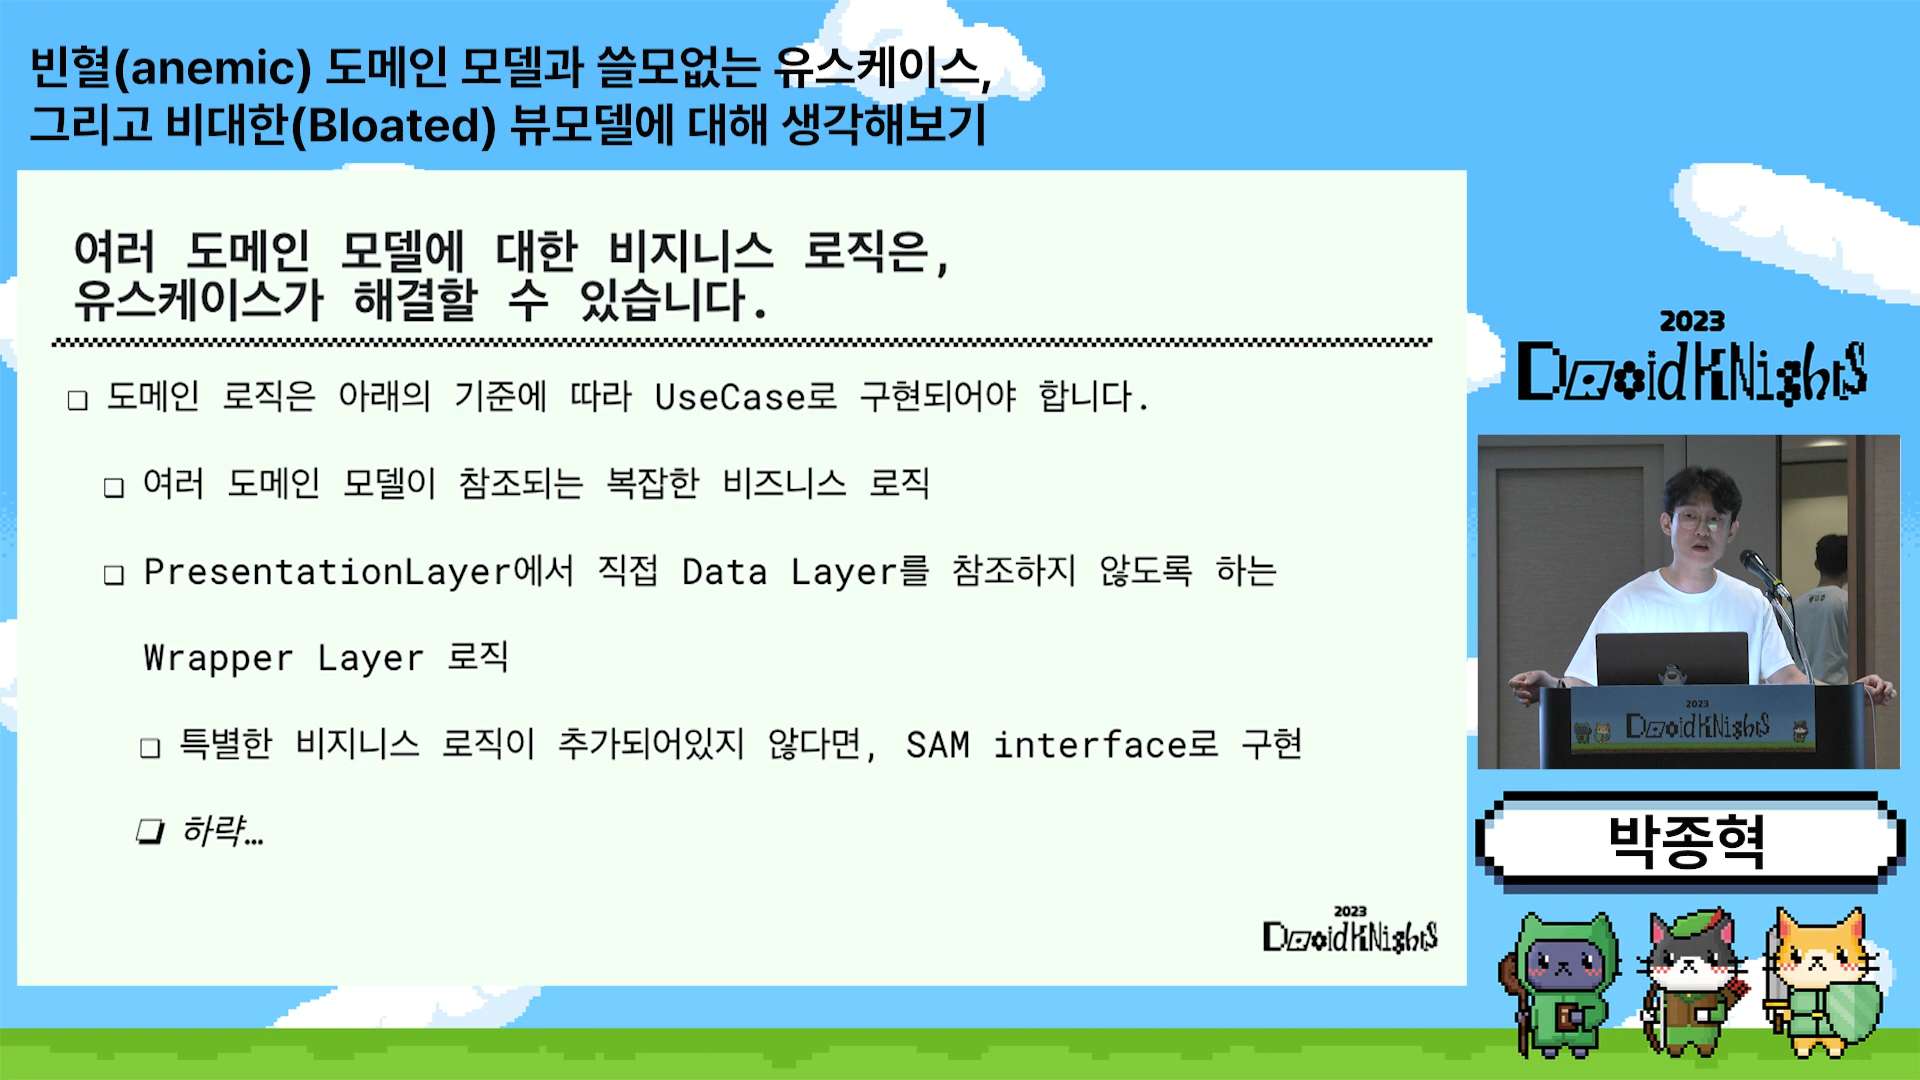 빈혈(anemic) 도메인 모델과 쓸모없는 유스케이스,
그리고 비대한(Bloated) 뷰모델에 대해 생각해보기
여러 도메인 모델에 대한 비지니스 로직은,
유스케이스가 해결할 수 있습니다.
❏ 도메인 로직은 아래의 기준에 따라 UseCase로 구현되어야 합니다.
❏ 여러 도메인 모델이 참조되는 복잡한 비즈니스 로직
❏ PresentationLayer에서 직접 Data Layer를 참조하지 않도록 하는
Wrapper Layer 로직
❏ 특별한 비지니스 로직이 추가되어있지 않다면, SAM interface로 구현
❏ 하략…
2023
Droid KNights
2023
Droid KNights
2023
Droid KNights
박종혁